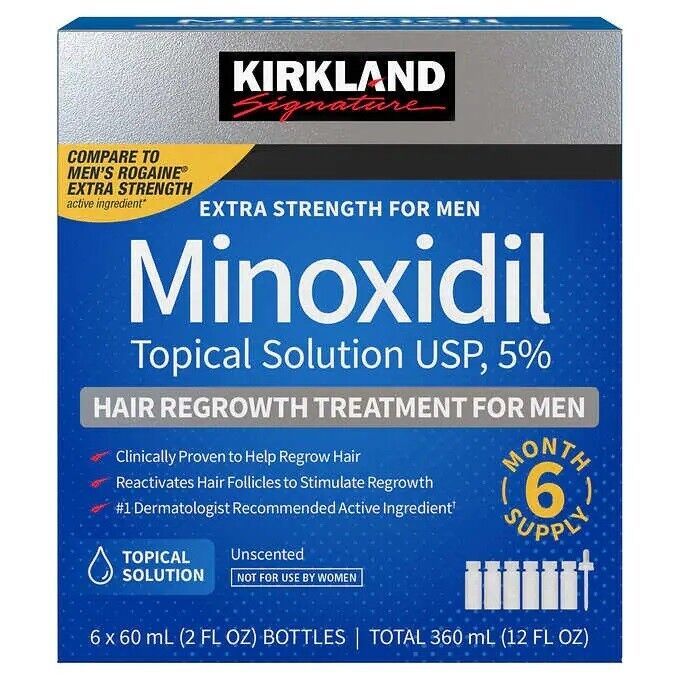 KIRKLAND
Signature
COMPARE TO
MEN'S ROGAINE®
EXTRA STRENGTH
active ingredient*
EXTRA STRENGTH FOR MEN
Minoxidil
Topical Solution USP, 5%
HAIR REGROWTH TREATMENT FOR MEN
Clinically Proven to Help Regrow Hair
Reactivates Hair Follicles to Stimulate Regrowth
#1 Dermatologist Recommended Active Ingredient†
MONTH
6
SUPPLY
TOPICAL
SOLUTION
Unscented
NOT FOR USE BY WOMEN
6 x 60 mL (2 FL OZ) BOTTLES | TOTAL 360 mL (12 FL OZ)